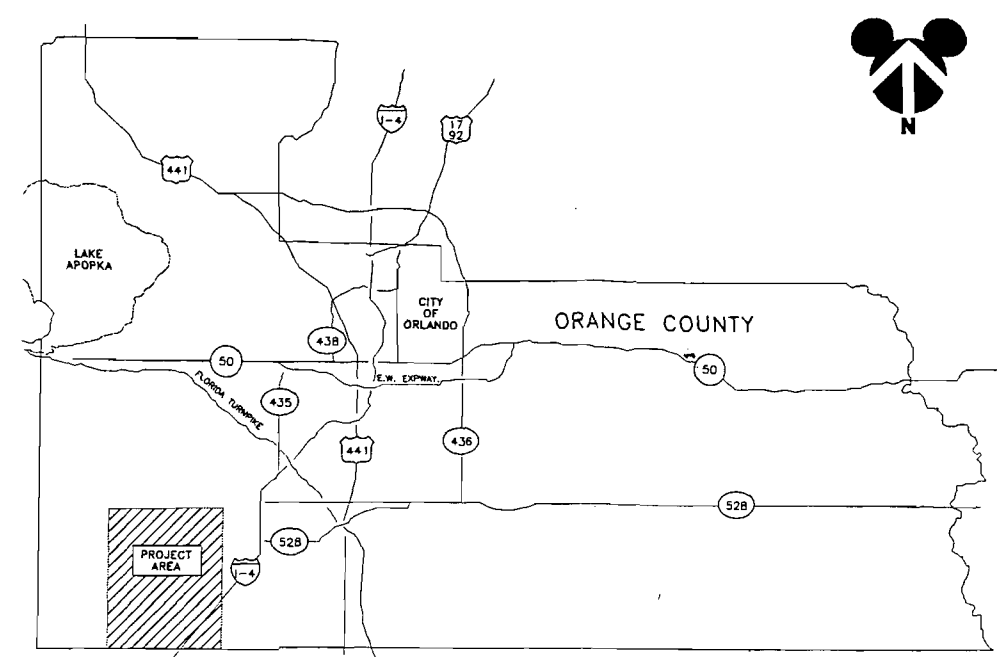 N
I-4
17
92
441
LAKE
APOPKA
CITY
OF
ORLANDO
ORANGE COUNTY
438
50
50
E.W. EXPWAY.
FLORIDA TURNPIKE
435
436
441
528
528
PROJECT
AREA
I-4